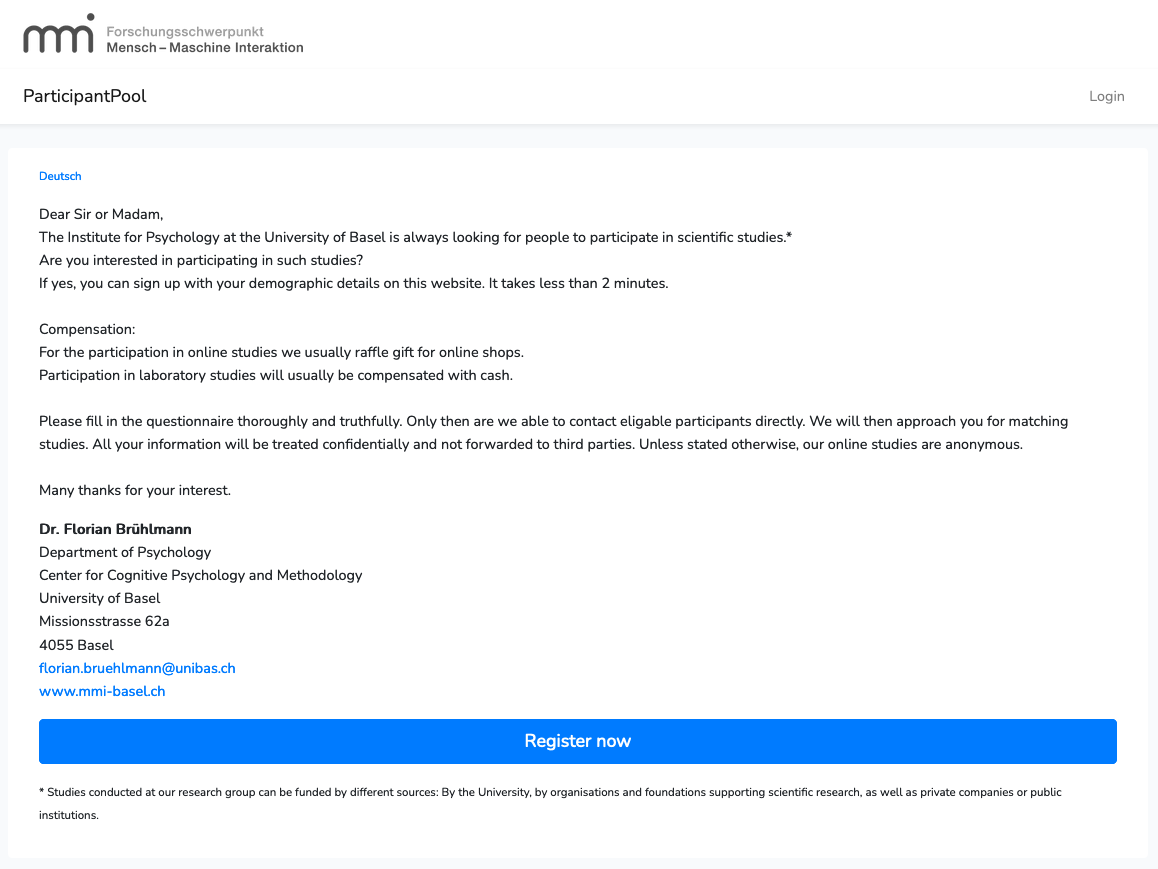 mmi
Forschungsschwerpunkt
Mensch – Maschine Interaktion
ParticipantPool
Login
Deutsch
Dear Sir or Madam,
The Institute for Psychology at the University of Basel is always looking for people to participate in scientific studies.*
Are you interested in participating in such studies?
If yes, you can sign up with your demographic details on this website. It takes less than 2 minutes.
Compensation:
For the participation in online studies we usually raffle gift for online shops.
Participation in laboratory studies will usually be compensated with cash.
Please fill in the questionnaire thoroughly and truthfully. Only then are we able to contact eligable participants directly. We will then approach you for matching
studies. All your information will be treated confidentially and not forwarded to third parties. Unless stated otherwise, our online studies are anonymous.
Many thanks for your interest.
Dr. Florian Brühlmann
Department of Psychology
Center for Cognitive Psychology and Methodology
University of Basel
Missionsstrasse 62a
4055 Basel
florian.bruehlmann@unibas.ch
www.mmi-basel.ch
Register now
* Studies conducted at our research group can be funded by different sources: By the University, by organisations and foundations supporting scientific research, as well as private companies or public
institutions.